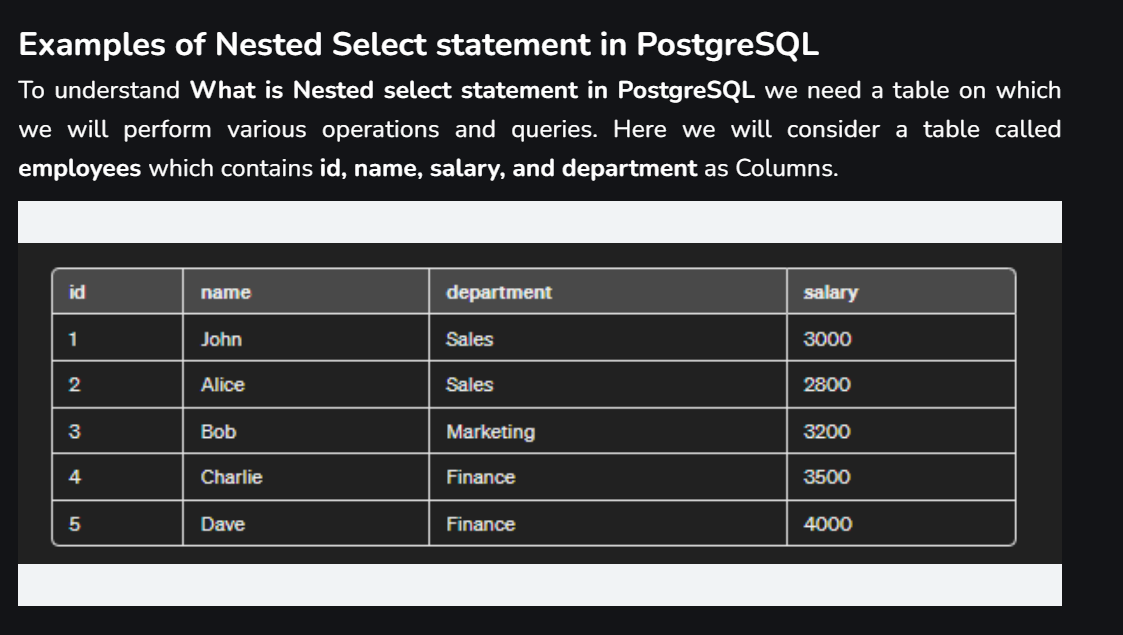 Examples of Nested Select statement in PostgreSQL
To understand What is Nested select statement in PostgreSQL we need a table on which
we will perform various operations and queries. Here we will consider a table called
employees which contains id, name, salary, and department as Columns.
id name department salary
1 John Sales 3000
2 Alice Sales 2800
3 Bob Marketing 3200
4 Charlie Finance 3500
5 Dave Finance 4000